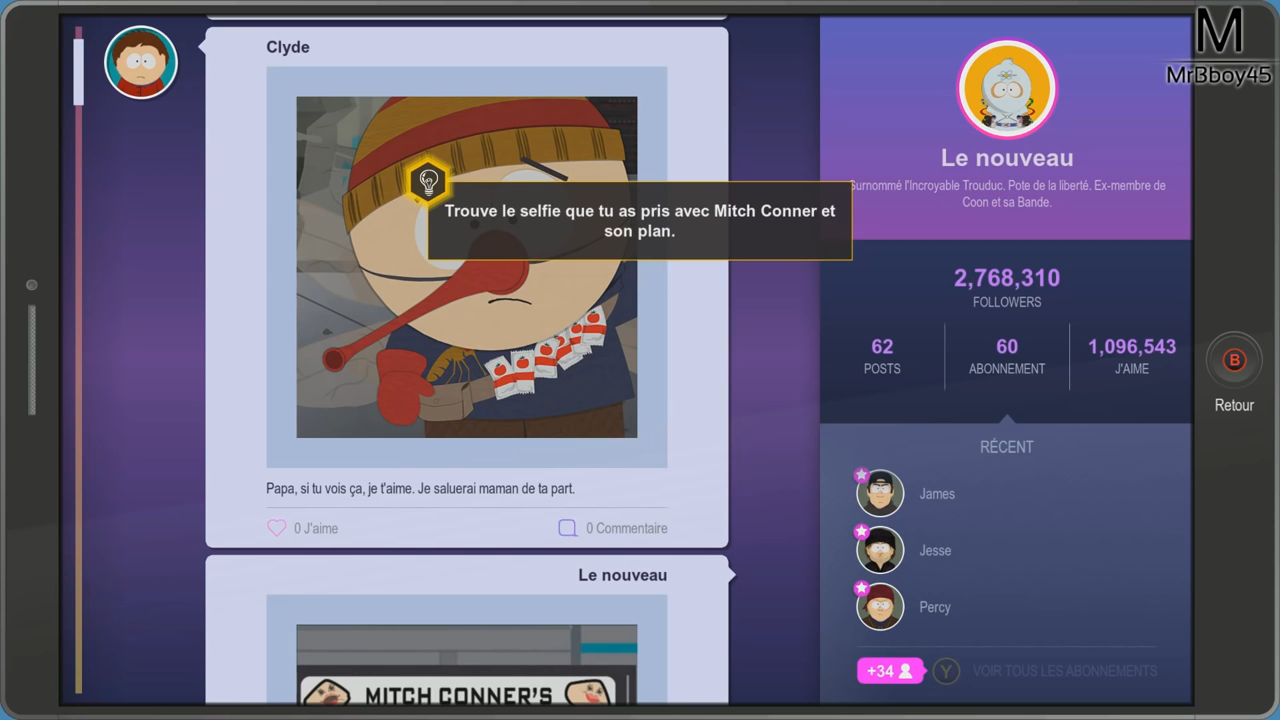 Clyde
Trouve le selfie que tu as pris avec Mitch Conner et
son plan.
Papa, si tu vois ça, je t'aime. Je saluerai maman de ta part.
0 J'aime
0 Commentaire
Le nouveau
MITCH CONNER'S
M
MrBboy45
Le nouveau
Surnommé l'Incroyable Trouduc. Pote de la liberté. Ex-membre de
Coon et sa Bande.
2,768,310
FOLLOWERS
62
POSTS
60
ABONNEMENT
1,096,543
J'AIME
RÉCENT
James
Jesse
Percy
+34
Y
VOIR TOUS LES ABONNEMENTS
B
Retour